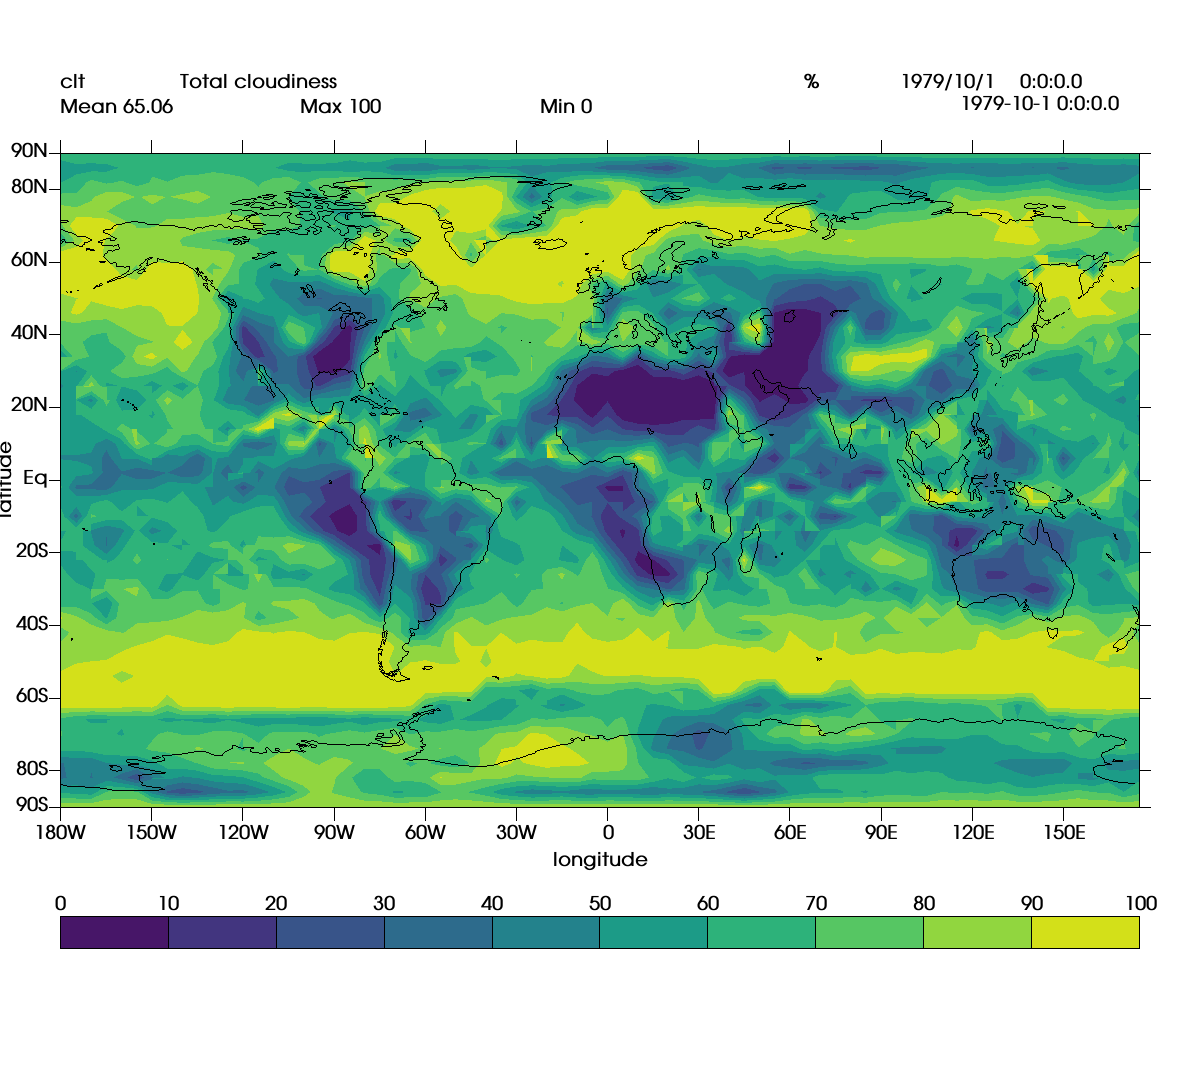 clt Total cloudiness % 1979/10/1 0:0:0.0
Mean 65.06 Max 100 Min 0 1979-10-1 0:0:0.0
90N
80N
60N
40N
20N
Eq
20S
40S
60S
80S
90S
latitude
180W 150W 120W 90W 60W 30W 0 30E 60E 90E 120E 150E
longitude
0 10 20 30 40 50 60 70 80 90 100